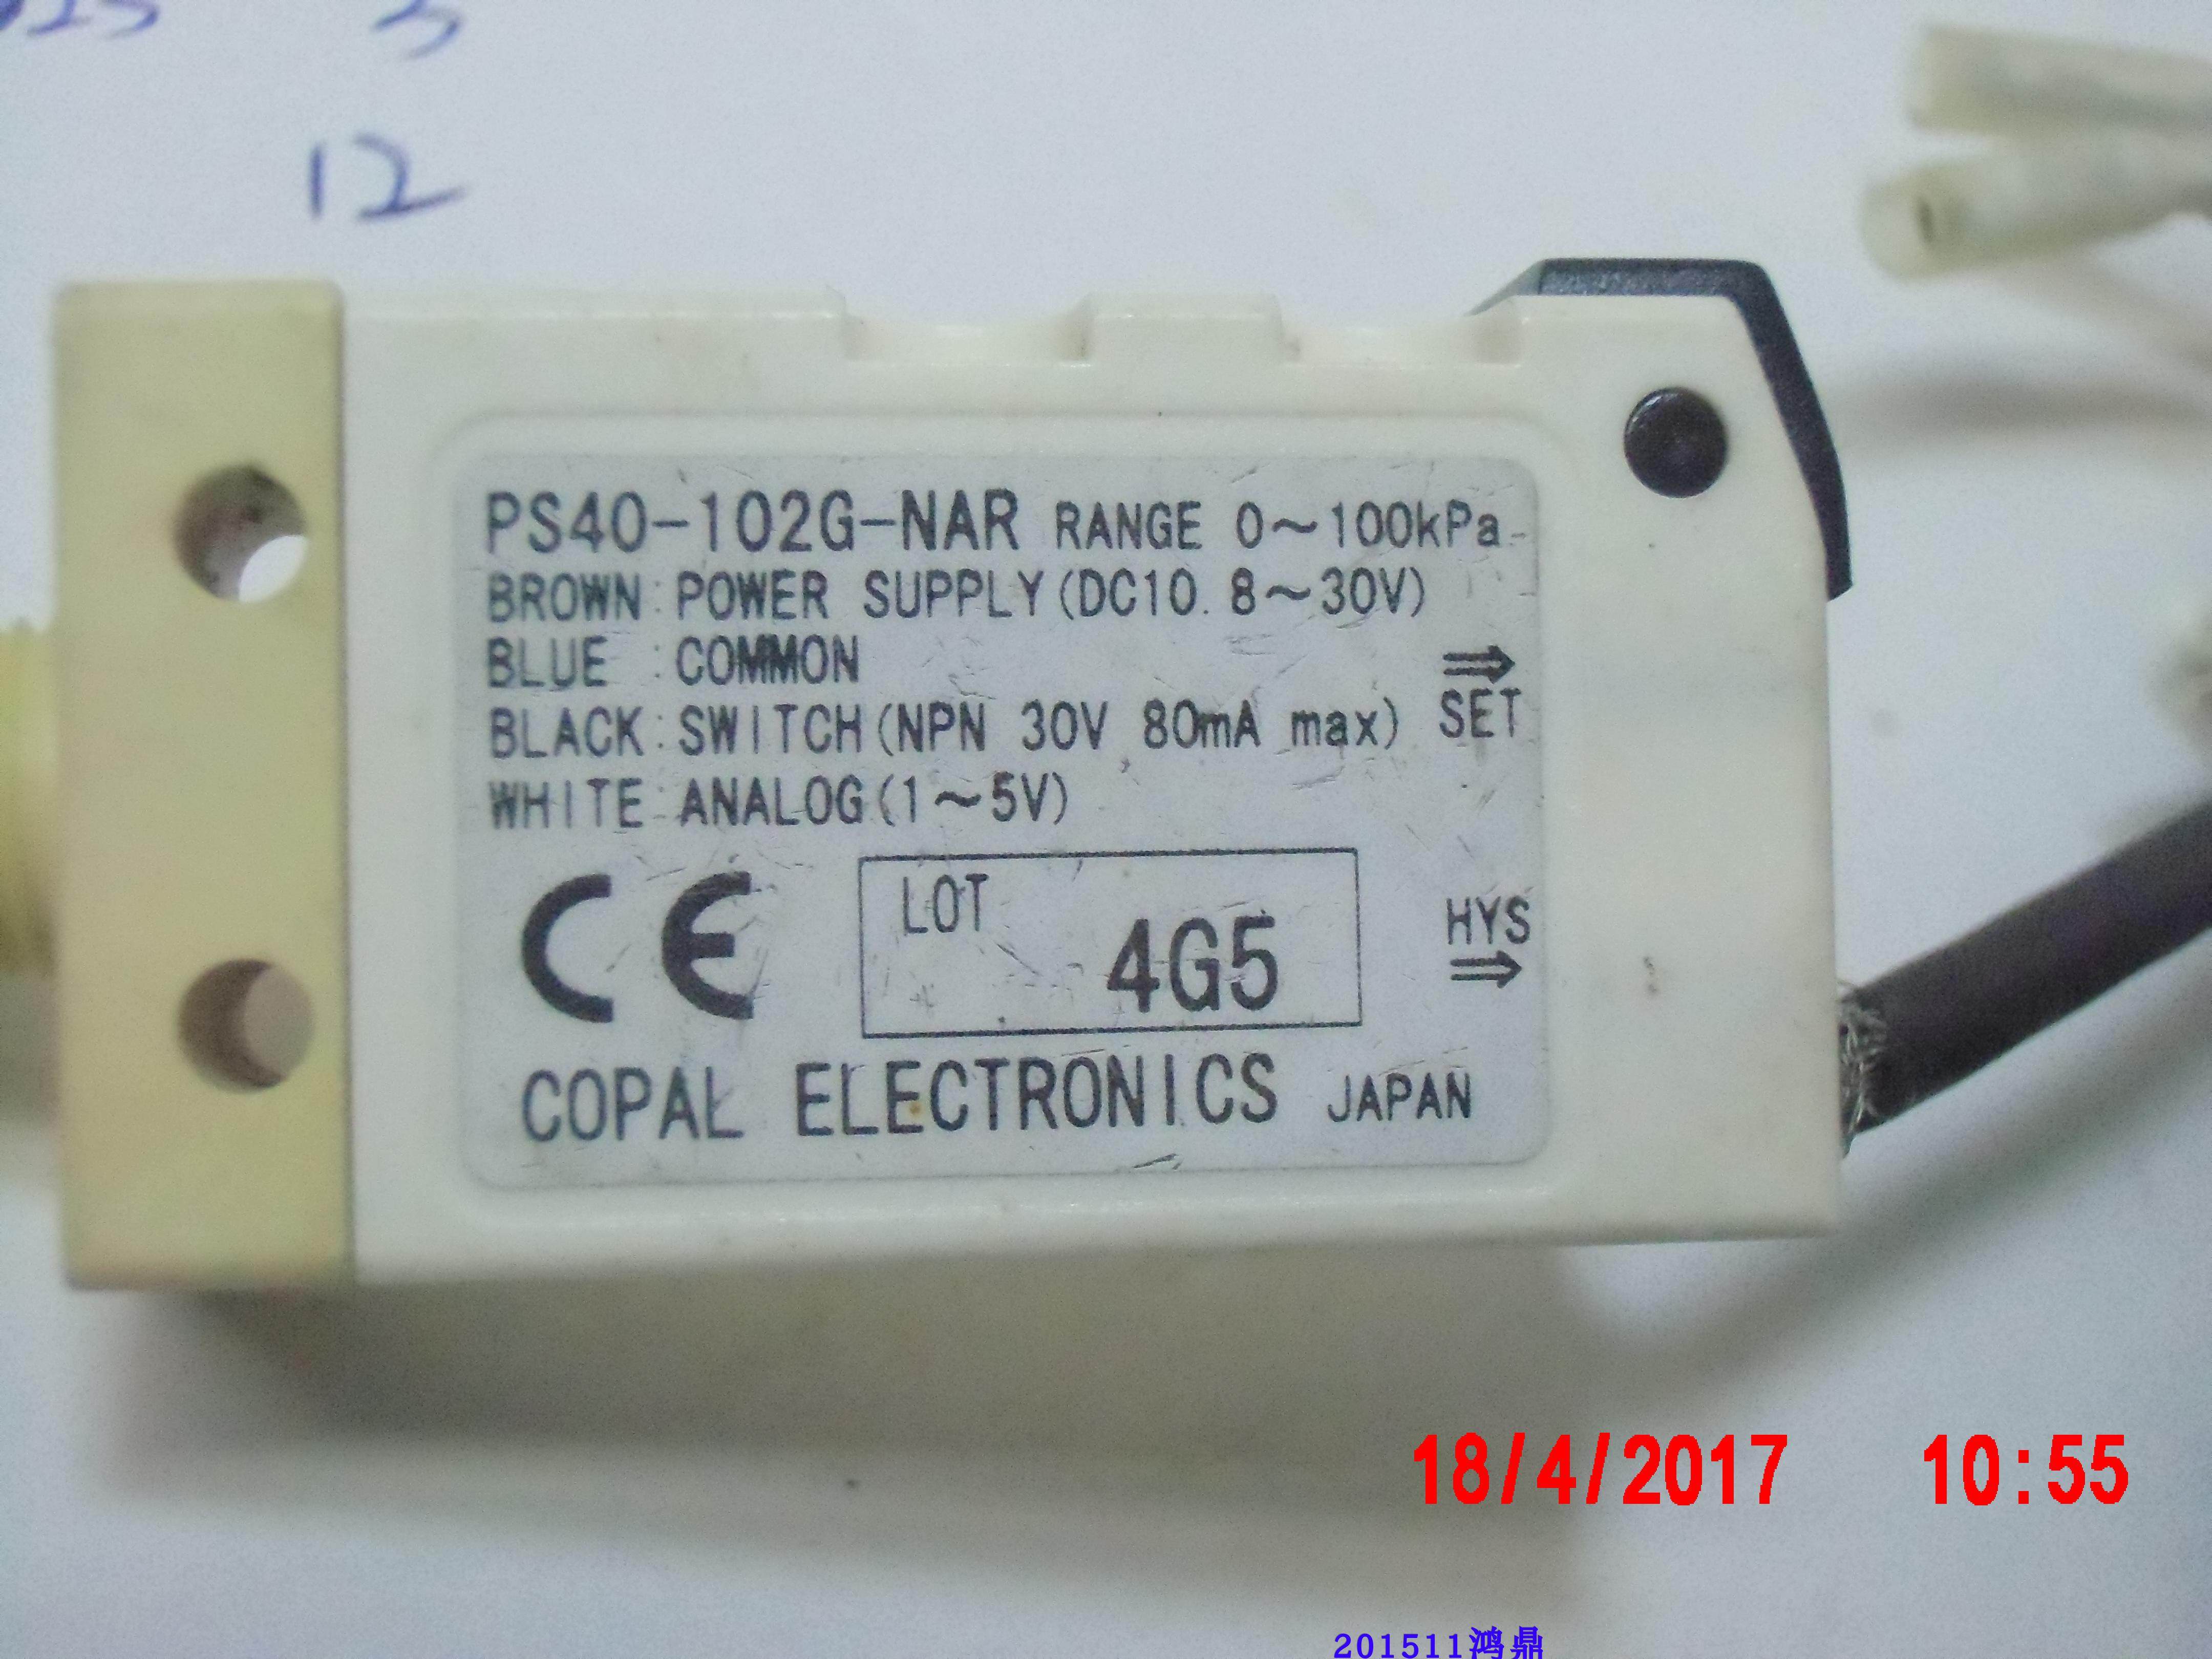 12
PS40-102G-NAR RANGE 0~100kPa
BROWN:POWER SUPPLY(DC10.8~30V)
BLUE :COMMON
BLACK:SWITCH(NPN 30V 80mA max)
WHITE:ANALOG(1~5V)
⇒
SET
CE
LOT
4G5
HYS
⇒
COPAL ELECTRONICS JAPAN
18/4/2017 10:55
201511鸿鼎